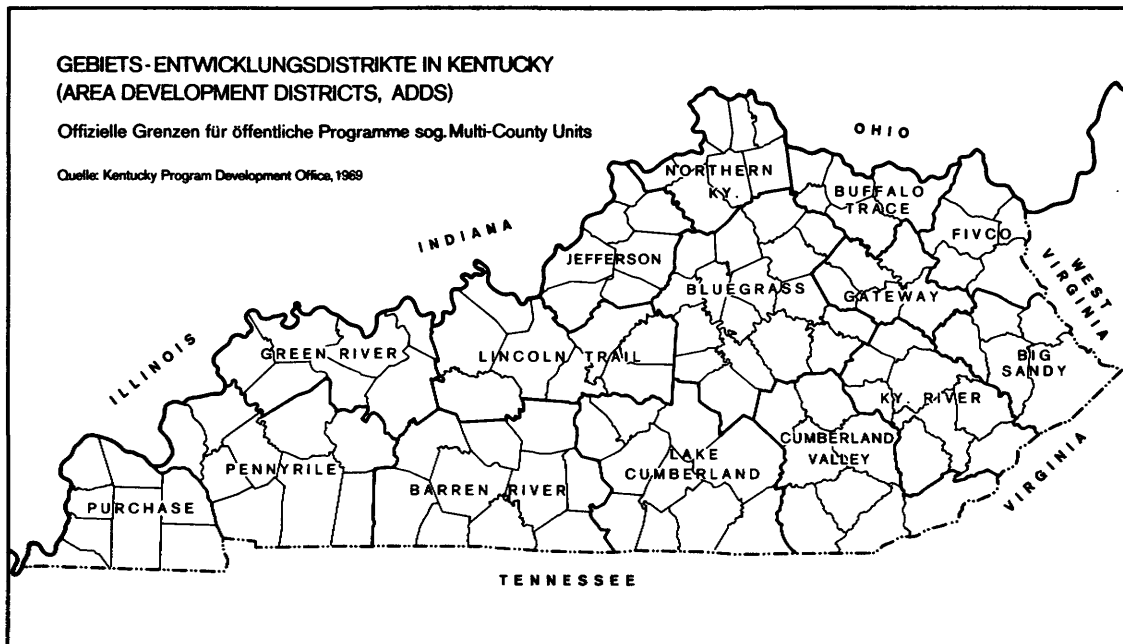 GEBIETS-ENTWICKLUNGSDISTRIKTE IN KENTUCKY
(AREA DEVELOPMENT DISTRICTS, ADDS)
Offizielle Grenzen für öffentliche Programme sog. Multi-County Units
Quelle: Kentucky Program Development Office, 1969
OHIO
NORTHERN
KY.
BUFFALO
TRACE
FIVCO
INDIANA
JEFFERSON
WEST
VIRGINIA
BLUEGRASS
GATEWAY
ILLINOIS
GREEN RIVER
LINCOLN TRAIL
BIG
SANDY
KY. RIVER
CUMBERLAND
VALLEY
LAKE
CUMBERLAND
PENNYRILE
BARREN RIVER
VIRGINIA
PURCHASE
TENNESSEE